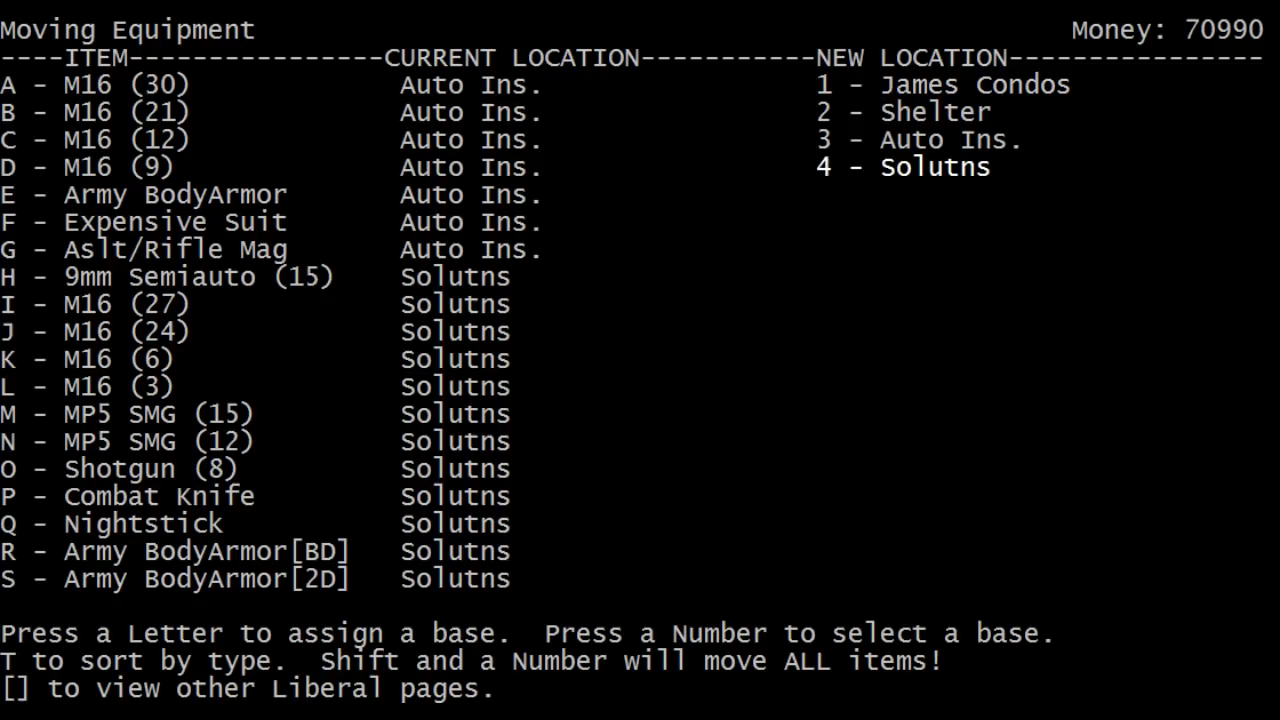 Moving Equipment Money: 70990
----ITEM----------------CURRENT LOCATION-----------NEW LOCATION----------------
A - M16 (30) Auto Ins. 1 - James Condos
B - M16 (21) Auto Ins. 2 - Shelter
C - M16 (12) Auto Ins. 3 - Auto Ins.
D - M16 (9) Auto Ins. 4 - Solutns
E - Army BodyArmor Auto Ins.
F - Expensive Suit Auto Ins.
G - Aslt/Rifle Mag Auto Ins.
H - 9mm Semiauto (15) Solutns
I - M16 (27) Solutns
J - M16 (24) Solutns
K - M16 (6) Solutns
L - M16 (3) Solutns
M - MP5 SMG (15) Solutns
N - MP5 SMG (12) Solutns
O - Shotgun (8) Solutns
P - Combat Knife Solutns
Q - Nightstick Solutns
R - Army BodyArmor[BD] Solutns
S - Army BodyArmor[2D] Solutns
Press a Letter to assign a base. Press a Number to select a base.
T to sort by type. Shift and a Number will move ALL items!
[] to view other Liberal pages.